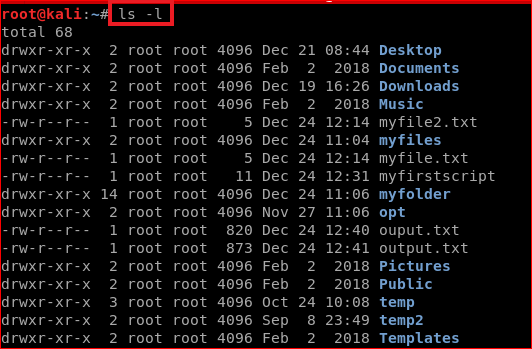 root@kali:~# ls -l
total 68
drwxr-xr-x  2 root root 4096 Dec 21 08:44 Desktop
drwxr-xr-x  2 root root 4096 Feb  2  2018 Documents
drwxr-xr-x  2 root root 4096 Dec 19 16:26 Downloads
drwxr-xr-x  2 root root 4096 Feb  2  2018 Music
-rw-r--r--  1 root root    5 Dec 24 12:14 myfile2.txt
drwxr-xr-x  2 root root 4096 Dec 24 11:04 myfiles
-rw-r--r--  1 root root    5 Dec 24 12:14 myfile.txt
-rw-r--r--  1 root root   11 Dec 24 12:31 myfirstscript
drwxr-xr-x 14 root root 4096 Dec 24 11:06 myfolder
drwxr-xr-x  2 root root 4096 Nov 27 11:06 opt
-rw-r--r--  1 root root  820 Dec 24 12:40 ouput.txt
-rw-r--r--  1 root root  873 Dec 24 12:41 output.txt
drwxr-xr-x  2 root root 4096 Feb  2  2018 Pictures
drwxr-xr-x  2 root root 4096 Feb  2  2018 Public
drwxr-xr-x  3 root root 4096 Oct 24 10:08 temp
drwxr-xr-x  2 root root 4096 Sep  8 23:49 temp2
drwxr-xr-x  2 root root 4096 Feb  2  2018 Templates